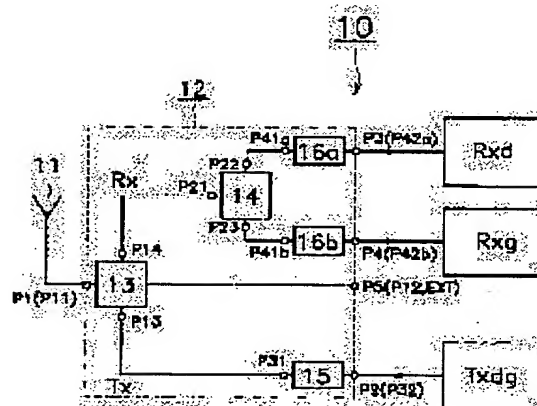 10
12
11
P41a
16a
P3(P42a)
Rxd
P22
Rx
P21
14
P23
16b
P41b
P4(P42b)
Rxg
P14
P1(P11)
13
P5(P12,EXT)
P13
P31
15
Tx
P2(P32)
Txdg